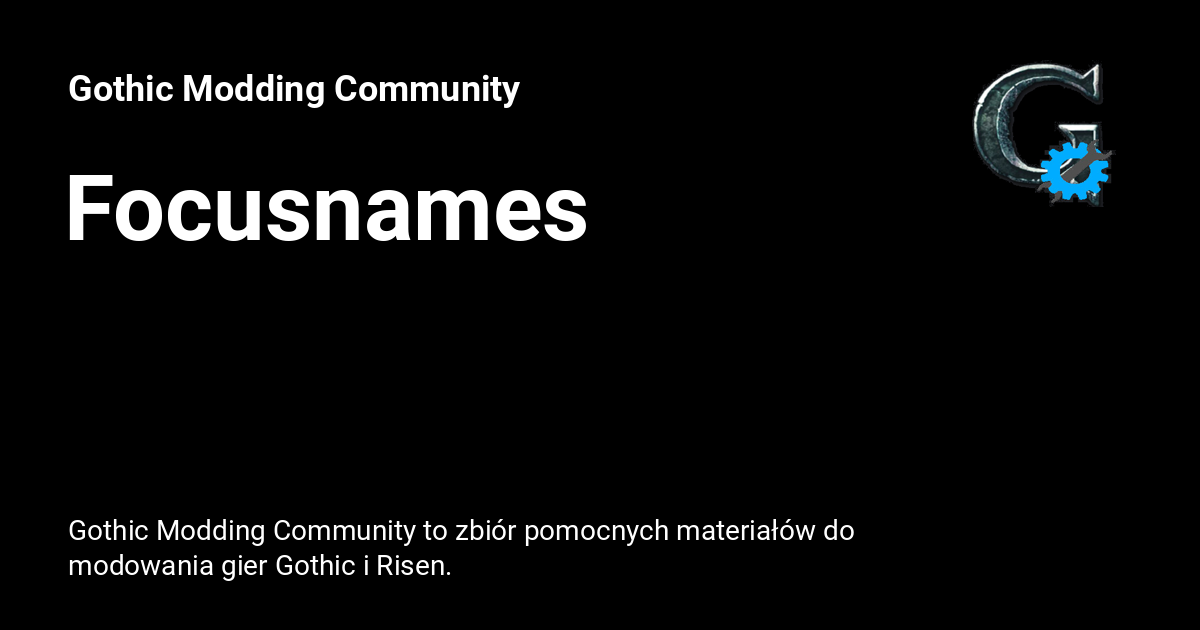 Gothic Modding Community
Focusnames
Gothic Modding Community to zbiór pomocnych materiałów do
modowania gier Gothic i Risen.